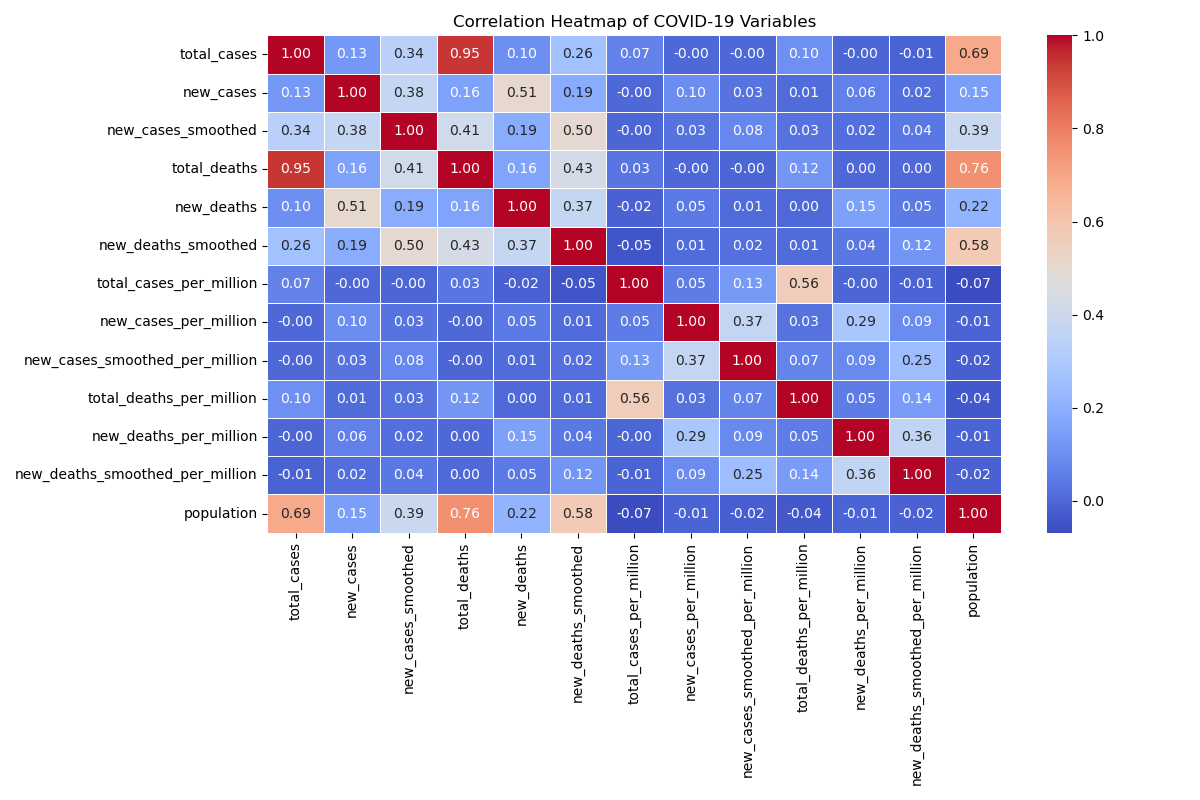 Correlation Heatmap of COVID-19 Variables
total_cases 1.00 0.13 0.34 0.95 0.10 0.26 0.07 -0.00 -0.00 0.10 -0.00 -0.01 0.69
new_cases 0.13 1.00 0.38 0.16 0.51 0.19 -0.00 0.10 0.03 0.01 0.06 0.02 0.15
new_cases_smoothed 0.34 0.38 1.00 0.41 0.19 0.50 -0.00 0.03 0.08 0.03 0.02 0.04 0.39
total_deaths 0.95 0.16 0.41 1.00 0.16 0.43 0.03 -0.00 -0.00 0.12 0.00 0.00 0.76
new_deaths 0.10 0.51 0.19 0.16 1.00 0.37 -0.02 0.05 0.01 0.00 0.15 0.05 0.22
new_deaths_smoothed 0.26 0.19 0.50 0.43 0.37 1.00 -0.05 0.01 0.02 0.01 0.04 0.12 0.58
total_cases_per_million 0.07 -0.00 -0.00 0.03 -0.02 -0.05 1.00 0.05 0.13 0.56 -0.00 -0.01 -0.07
new_cases_per_million -0.00 0.10 0.03 -0.00 0.05 0.01 0.05 1.00 0.37 0.03 0.29 0.09 -0.01
new_cases_smoothed_per_million -0.00 0.03 0.08 -0.00 0.01 0.02 0.13 0.37 1.00 0.07 0.09 0.25 -0.02
total_deaths_per_million 0.10 0.01 0.03 0.12 0.00 0.01 0.56 0.03 0.07 1.00 0.05 0.14 -0.04
new_deaths_per_million -0.00 0.06 0.02 0.00 0.15 0.04 -0.00 0.29 0.09 0.05 1.00 0.36 -0.01
new_deaths_smoothed_per_million -0.01 0.02 0.04 0.00 0.05 0.12 -0.01 0.09 0.25 0.14 0.36 1.00 -0.02
population 0.69 0.15 0.39 0.76 0.22 0.58 -0.07 -0.01 -0.02 -0.04 -0.01 -0.02 1.00
total_cases
new_cases
new_cases_smoothed
total_deaths
new_deaths
new_deaths_smoothed
total_cases_per_million
new_cases_per_million
new_cases_smoothed_per_million
total_deaths_per_million
new_deaths_per_million
new_deaths_smoothed_per_million
population
1.0
0.8
0.6
0.4
0.2
0.0